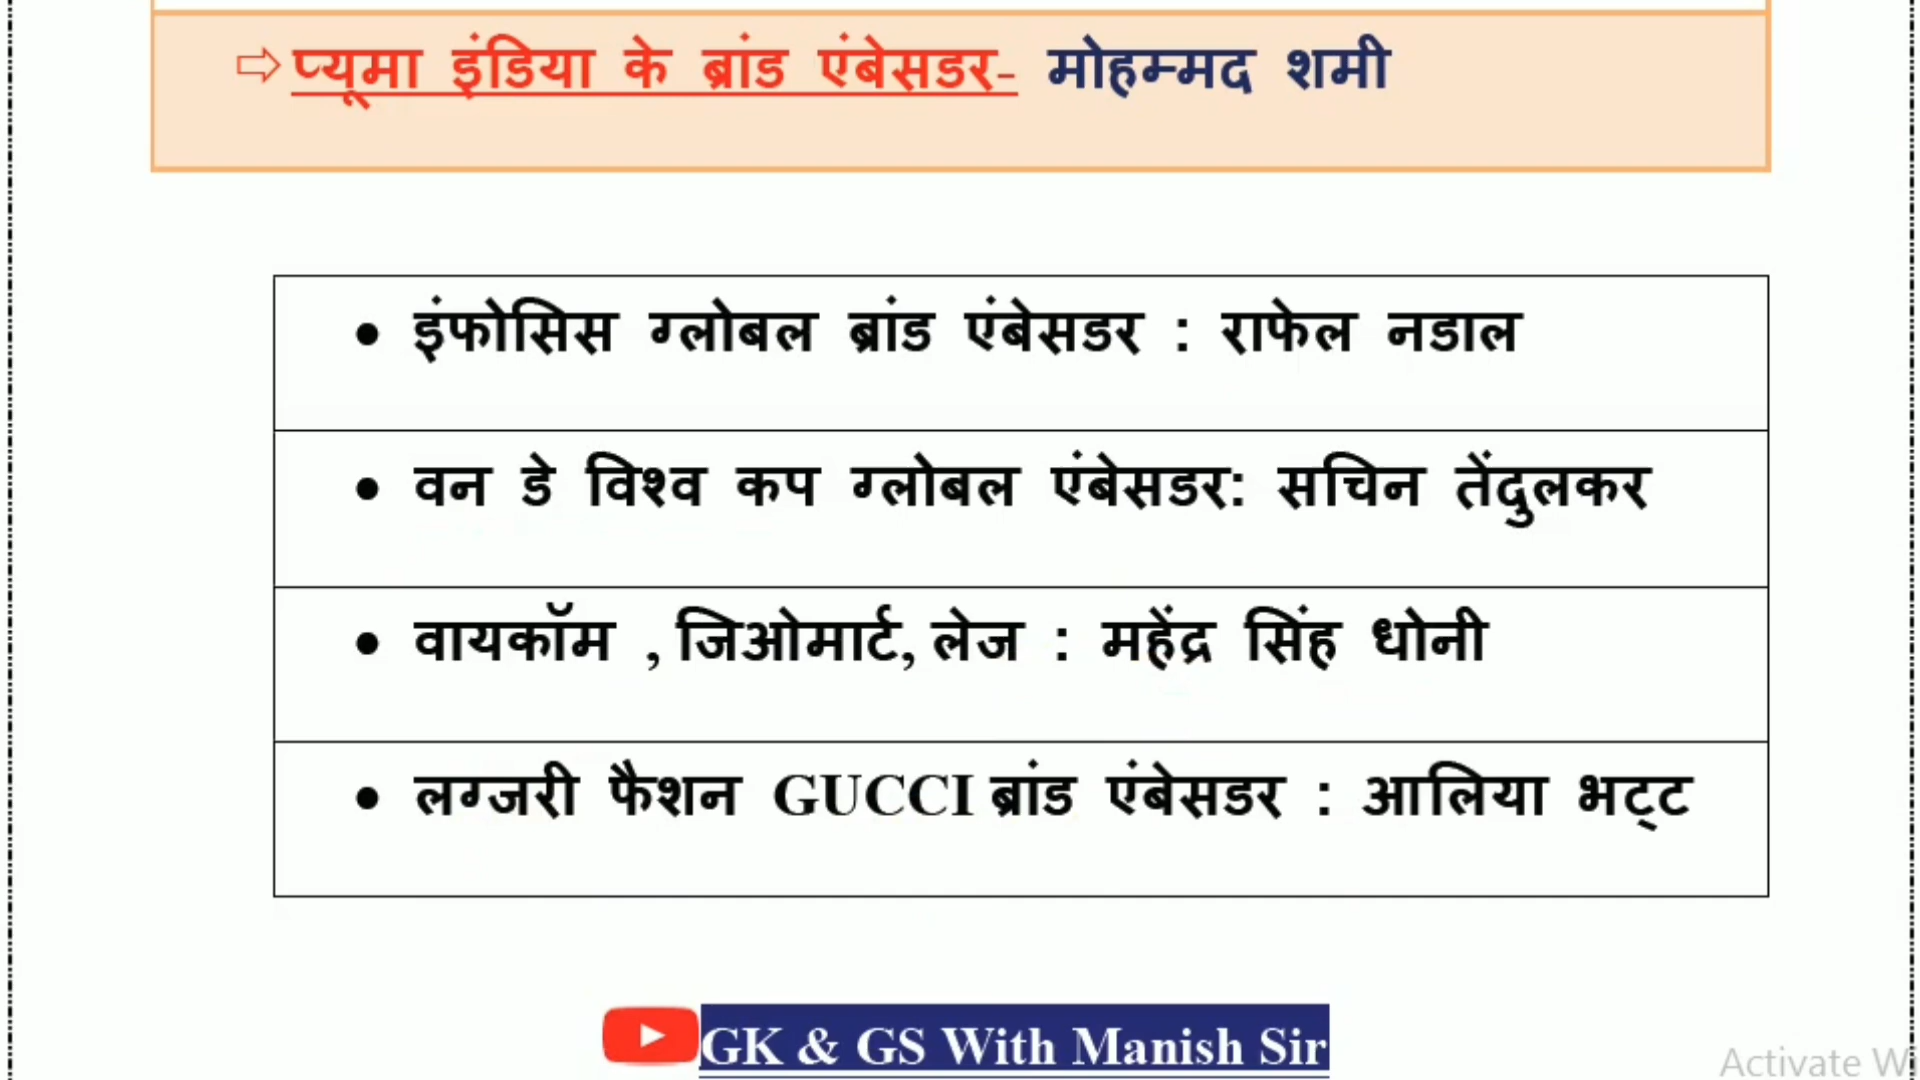 ⇨ प्यूमा इंडिया के ब्रांड एंबेसडर- मोहम्मद शमी
• इंफोसिस ग्लोबल ब्रांड एंबेसडर : राफेल नडाल
• वन डे विश्व कप ग्लोबल एंबेसडर: सचिन तेंदुलकर
• वायकॉम , जिओमार्ट, लेज : महेंद्र सिंह धोनी
• लग्जरी फैशन GUCCI ब्रांड एंबेसडर : आलिया भट्ट
GK & GS With Manish Sir
Activate W